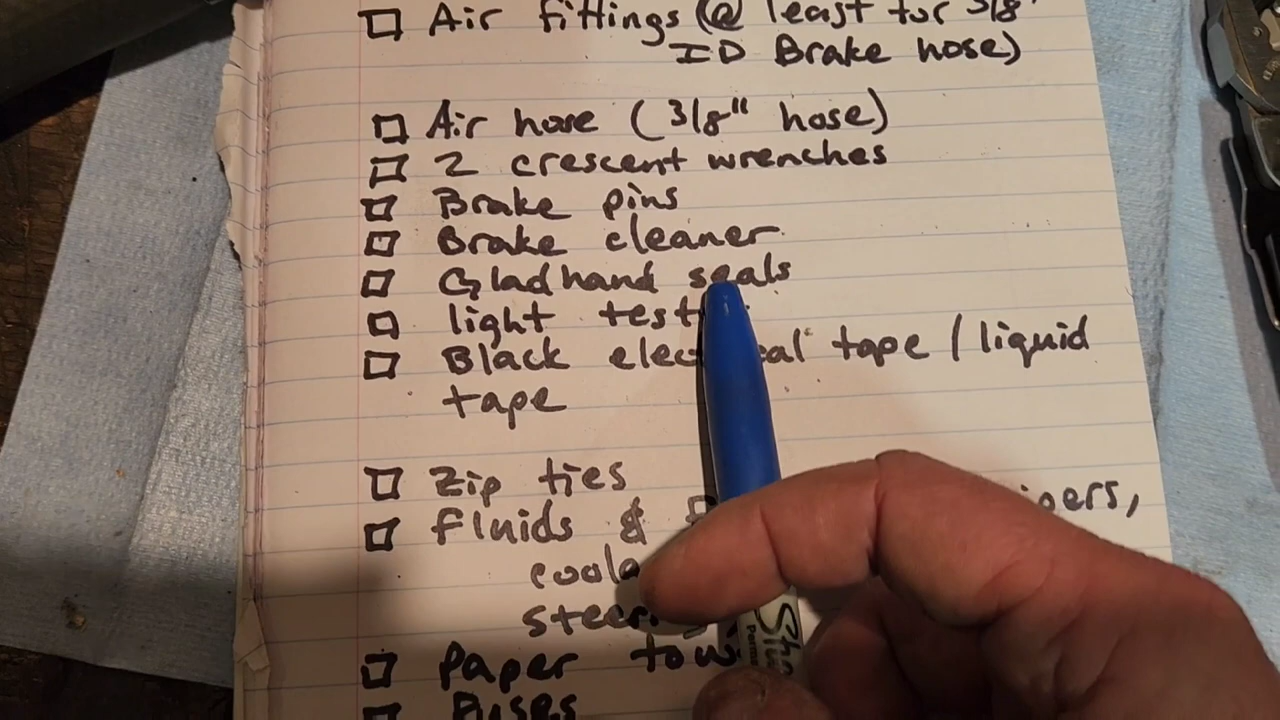 Air fittings (@ least for 3/8"
ID Brake hose)
Air hose (3/8" hose)
2 crescent wrenches
Brake pins
Brake cleaner
Gladhand seals
light
Black tape / liquid
tape
Zip ties
Fluids &
Paper
Fuses